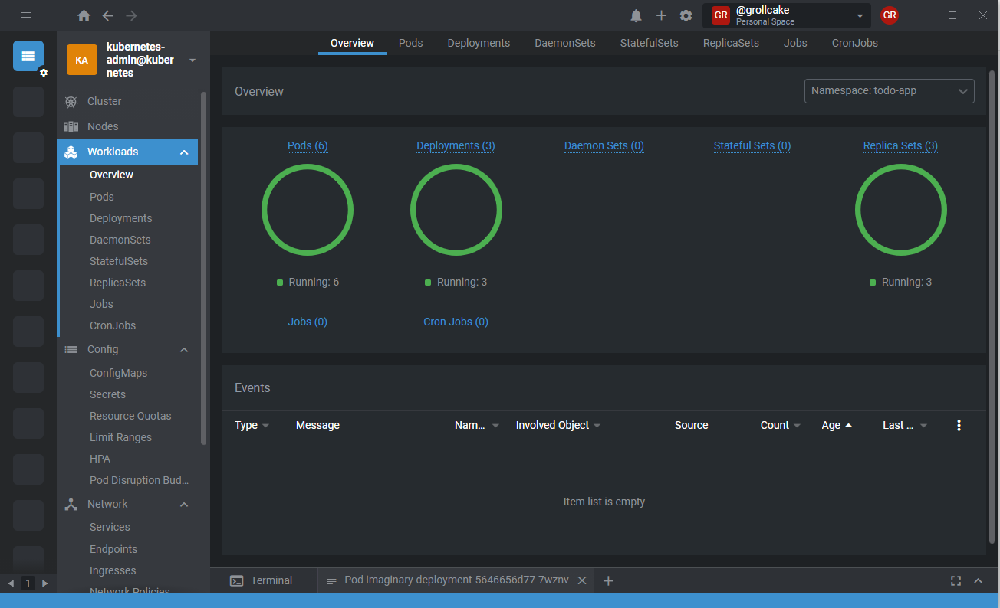 GR
@grollcake
Personal Space
GR
KA
kubernetes-
admin@kuber
netes
Cluster
Nodes
Workloads
Overview
Pods
Deployments
DaemonSets
StatefulSets
ReplicaSets
Jobs
CronJobs
Config
ConfigMaps
Secrets
Resource Quotas
Limit Ranges
HPA
Pod Disruption Bud...
Network
Services
Endpoints
Ingresses
Network Policies
1
Overview Pods Deployments DaemonSets StatefulSets ReplicaSets Jobs CronJobs
Overview
Namespace: todo-app
Pods (6) Deployments (3) Daemon Sets (0) Stateful Sets (0) Replica Sets (3)
Running: 6 Running: 3 Running: 3
Jobs (0) Cron Jobs (0)
Events
Type Message Nam... Involved Object Source Count Age Last ...
Item list is empty
Terminal Pod imaginary-deployment-5646656d77-7wznv